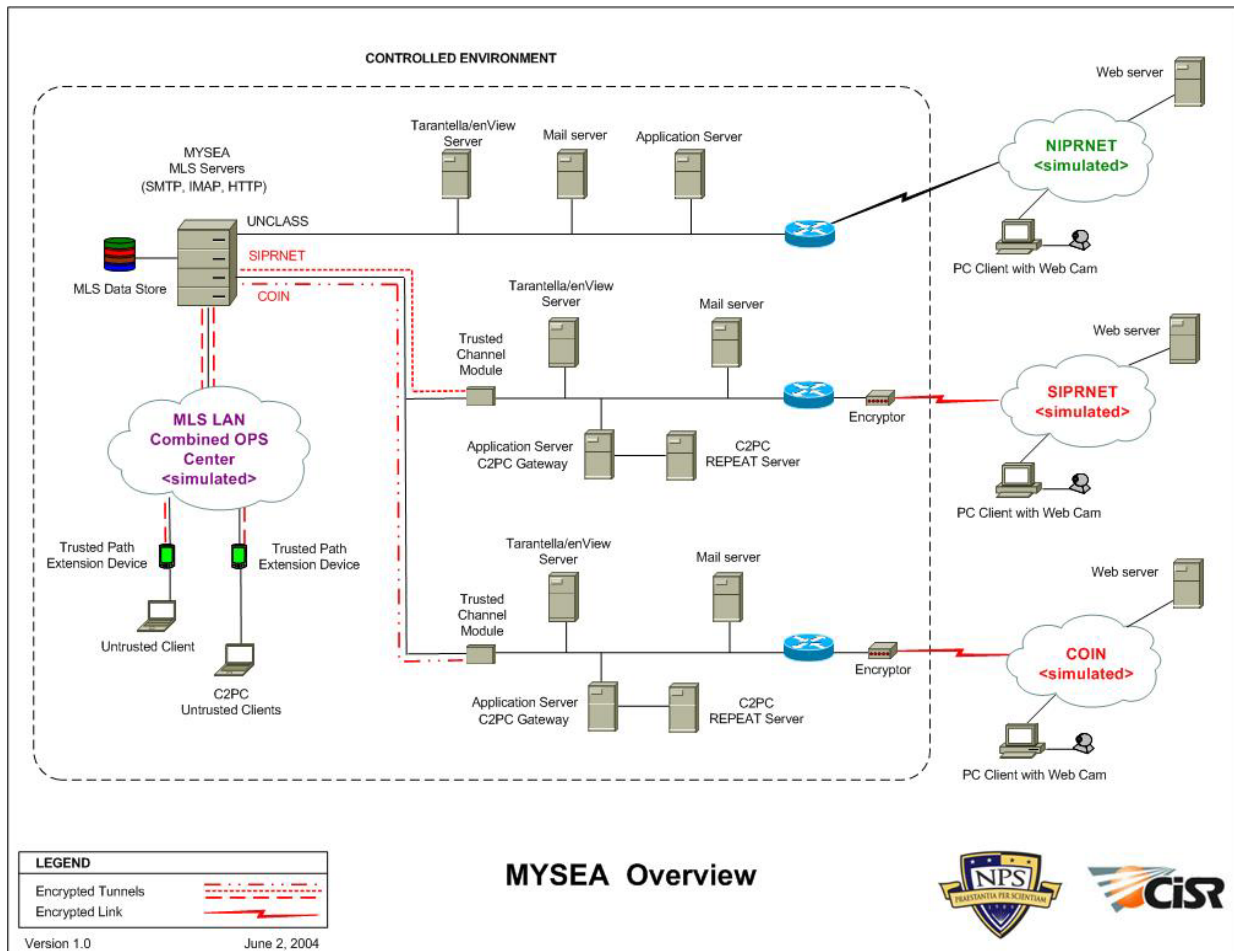 CONTROLLED ENVIRONMENT
Web server
Tarantella/enView
Server
Mail server
Application Server
NIPRNET
<simulated>
MYSEA
MLS Servers
(SMTP, IMAP, HTTP)
UNCLASS
PC Client with Web Cam
SIPRNET
MLS Data Store
COIN
Tarantella/enView
Server
Mail server
Web server
Trusted
Channel
Module
SIPRNET
<simulated>
Encryptor
MLS LAN
Combined OPS
Center
<simulated>
Application Server
C2PC Gateway
C2PC
REPEAT Server
PC Client with Web Cam
Trusted Path
Extension Device
Trusted Path
Extension Device
Tarantella/enView
Server
Mail server
Web server
Trusted
Channel
Module
Untrusted Client
COIN
<simulated>
Encryptor
C2PC
Untrusted Clients
Application Server
C2PC Gateway
C2PC
REPEAT Server
PC Client with Web Cam
LEGEND
Encrypted Tunnels
Encrypted Link
MYSEA Overview
NPS
PRAESTANTIA PER SCIENTIAM
CISR
Version 1.0
June 2, 2004